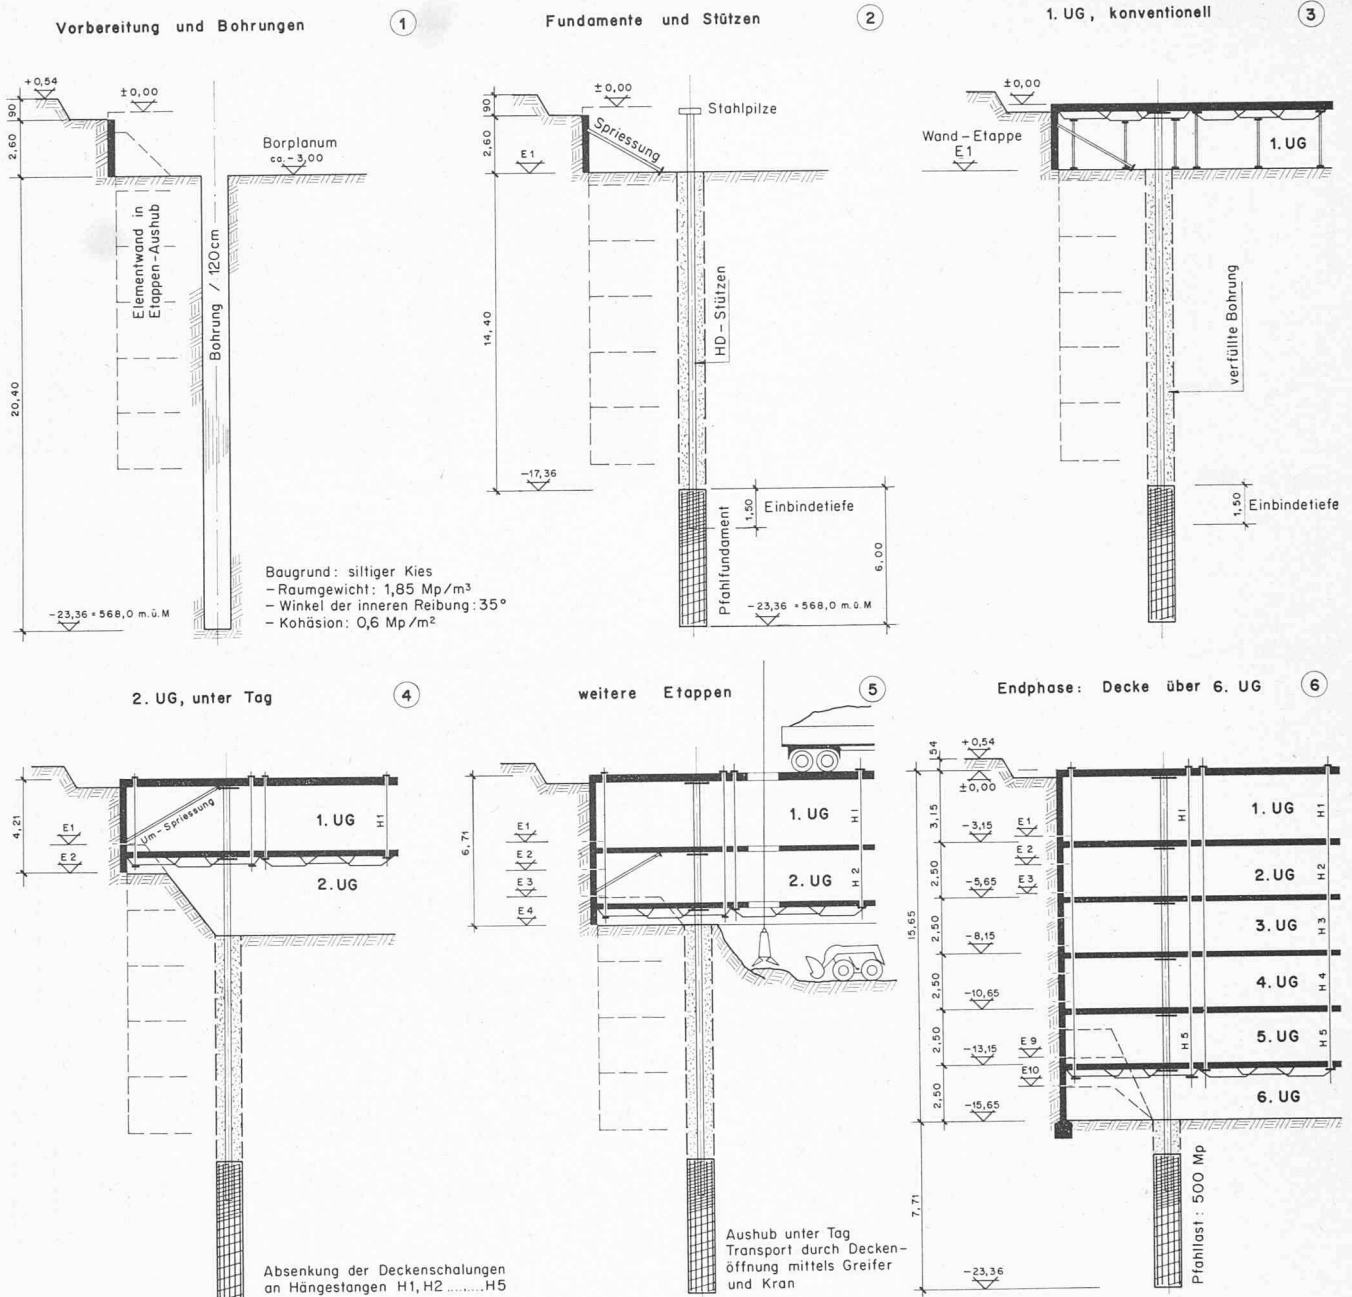 Vorbereitung und Bohrungen
1
+0,54
±0,00
90
2,60
Borplanum
ca.-3,00
Elementwand in
Etappen-Aushub
Bohrung / 120cm
20,40
Baugrund: siltiger Kies
- Raumgewicht: 1,85 Mp/m³
- Winkel der inneren Reibung: 35°
- Kohäsion: 0,6 Mp/m²
-23,36 = 568,0 m.ü.M
Fundamente und Stützen
2
±0,00
Stahlpilze
90
2,60
Spriessung
E1
HD-Stützen
14,40
-17,36
1,50
Einbindetiefe
Pfahlfundament
6,00
-23,36 = 568,0 m.ü.M
1. UG, konventionell
3
±0,00
Wand-Etappe
E1
1. UG
verfüllte Bohrung
1,50
Einbindetiefe
2. UG, unter Tag
4
4,21
Um-Spriessung
1. UG
H1
E1
E2
2. UG
Absenkung der Deckenschalungen
an Hängestangen H1, H2 ........H5
weitere Etappen
5
6,71
1. UG
H1
E1
E2
E3
E4
2. UG
H2
Aushub unter Tag
Transport durch Decken-
öffnung mittels Greifer
und Kran
Endphase: Decke über 6. UG
6
,54
+0,54
±0,00
3,15
-3,15
E1
H1
1. UG
H1
E2
2,50
-5,65
E3
2. UG
H2
15,65
2,50
-8,15
3. UG
H3
2,50
-10,65
4. UG
H4
2,50
-13,15
E9
H5
5. UG
H5
E10
2,50
-15,65
6. UG
7,71
Pfahllast: 500 Mp
-23,36